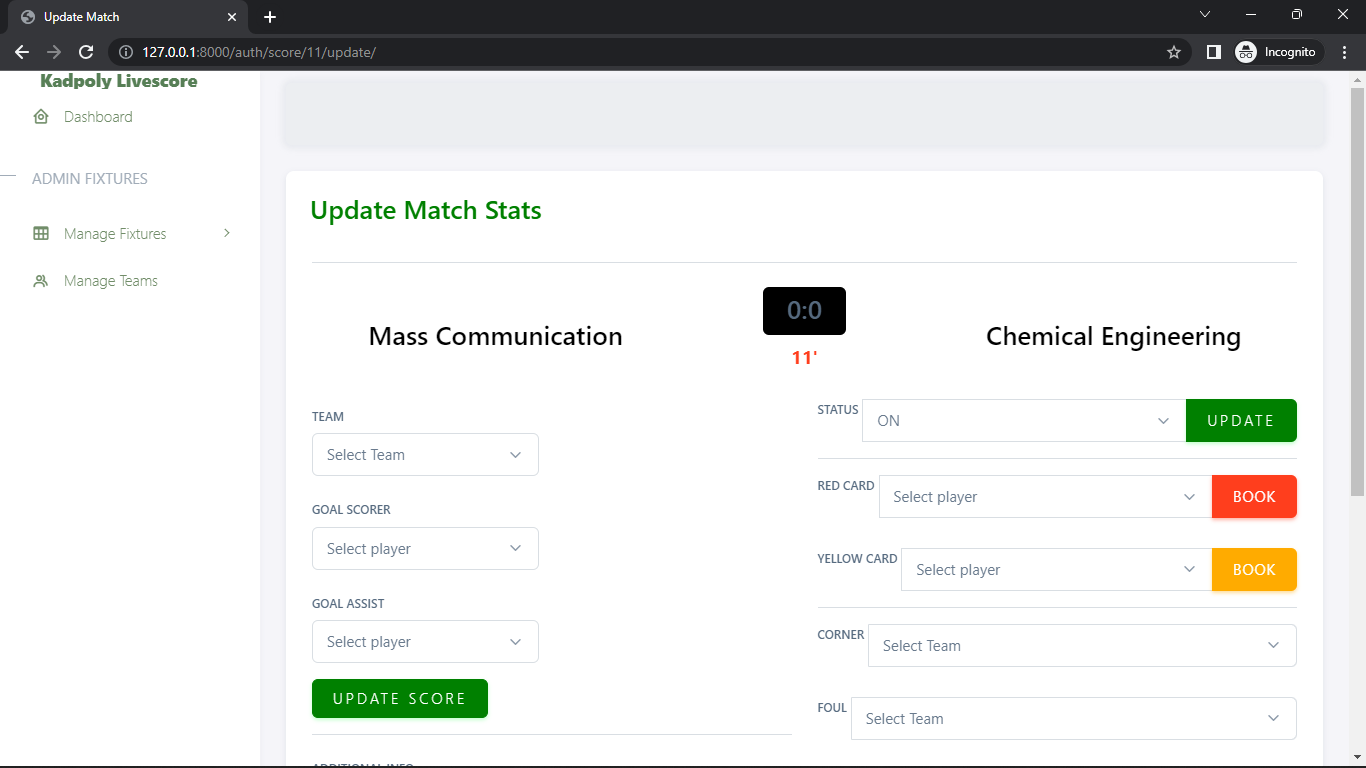 Update Match
127.0.0.1:8000/auth/score/11/update/
Incognito
Kadpoly Livescore
Dashboard
ADMIN FIXTURES
Manage Fixtures
Manage Teams
Update Match Stats
Mass Communication
0:0
11'
Chemical Engineering
TEAM
Select Team
GOAL SCORER
Select player
GOAL ASSIST
Select player
UPDATE SCORE
ADDITIONAL INFO
STATUS ON UPDATE
RED CARD Select player BOOK
YELLOW CARD Select player BOOK
CORNER Select Team
FOUL Select Team